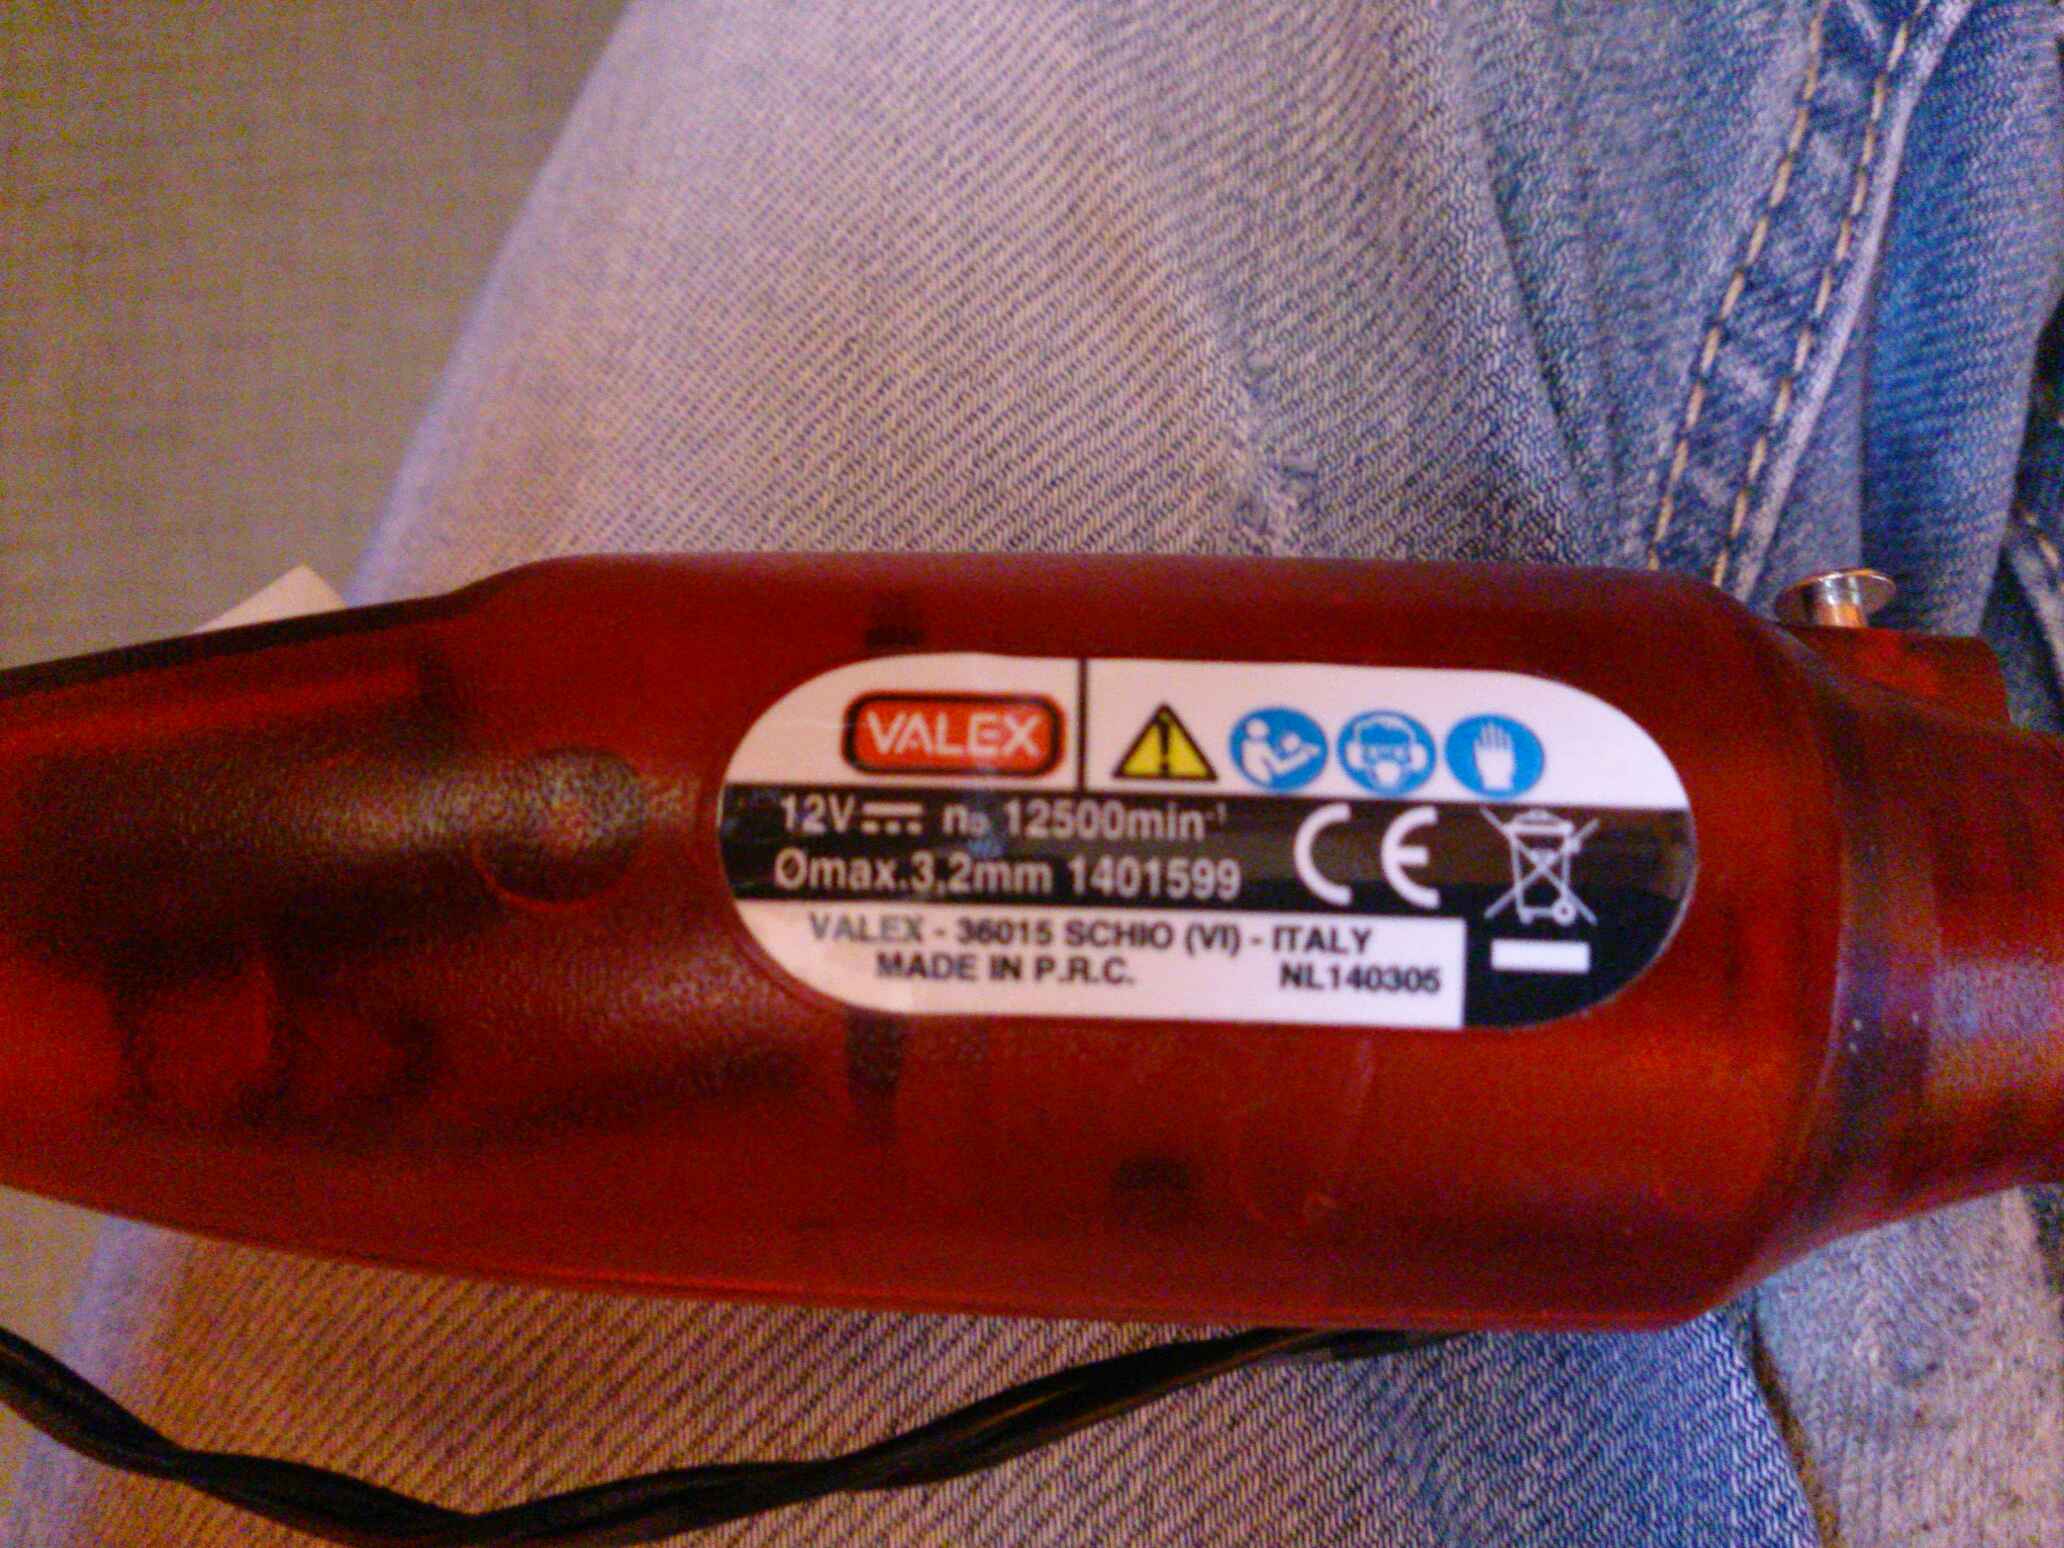 VALEX
12V n₀ 12500min⁻¹
Ømax.3,2mm 1401599
CE
VALEX - 36015 SCHIO (VI) - ITALY
MADE IN P.R.C. NL140305